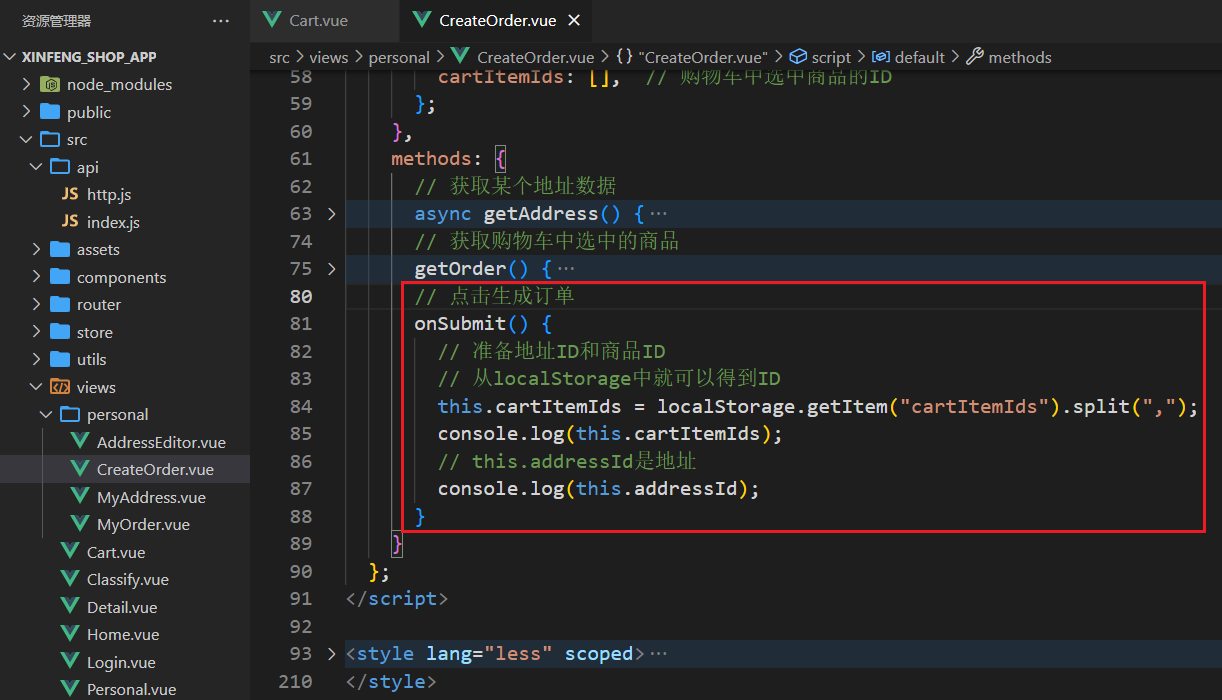 资源管理器 ···
XINFENG_SHOP_APP
node_modules
public
src
api
JS http.js
JS index.js
assets
components
router
store
utils
views
personal
AddressEditor.vue
CreateOrder.vue
MyAddress.vue
MyOrder.vue
Cart.vue
Classify.vue
Detail.vue
Home.vue
Login.vue
Personal.vue
Cart.vue CreateOrder.vue ×
src > views > personal > CreateOrder.vue > {} "CreateOrder.vue" > script > default > methods
58 cartItemIds: [], // 购物车中选中商品的ID
59 };
60 },
61 methods: {
62 // 获取某个地址数据
63 > async getAddress() { ···
74 // 获取购物车中选中的商品
75 > getOrder() { ···
80 // 点击生成订单
81 onSubmit() {
82 // 准备地址ID和商品ID
83 // 从localStorage中就可以得到ID
84 this.cartItemIds = localStorage.getItem("cartItemIds").split(",");
85 console.log(this.cartItemIds);
86 // this.addressId是地址
87 console.log(this.addressId);
88 }
89 }
90 };
91 </script>
92
93 > <style lang="less" scoped> ···
210 </style>